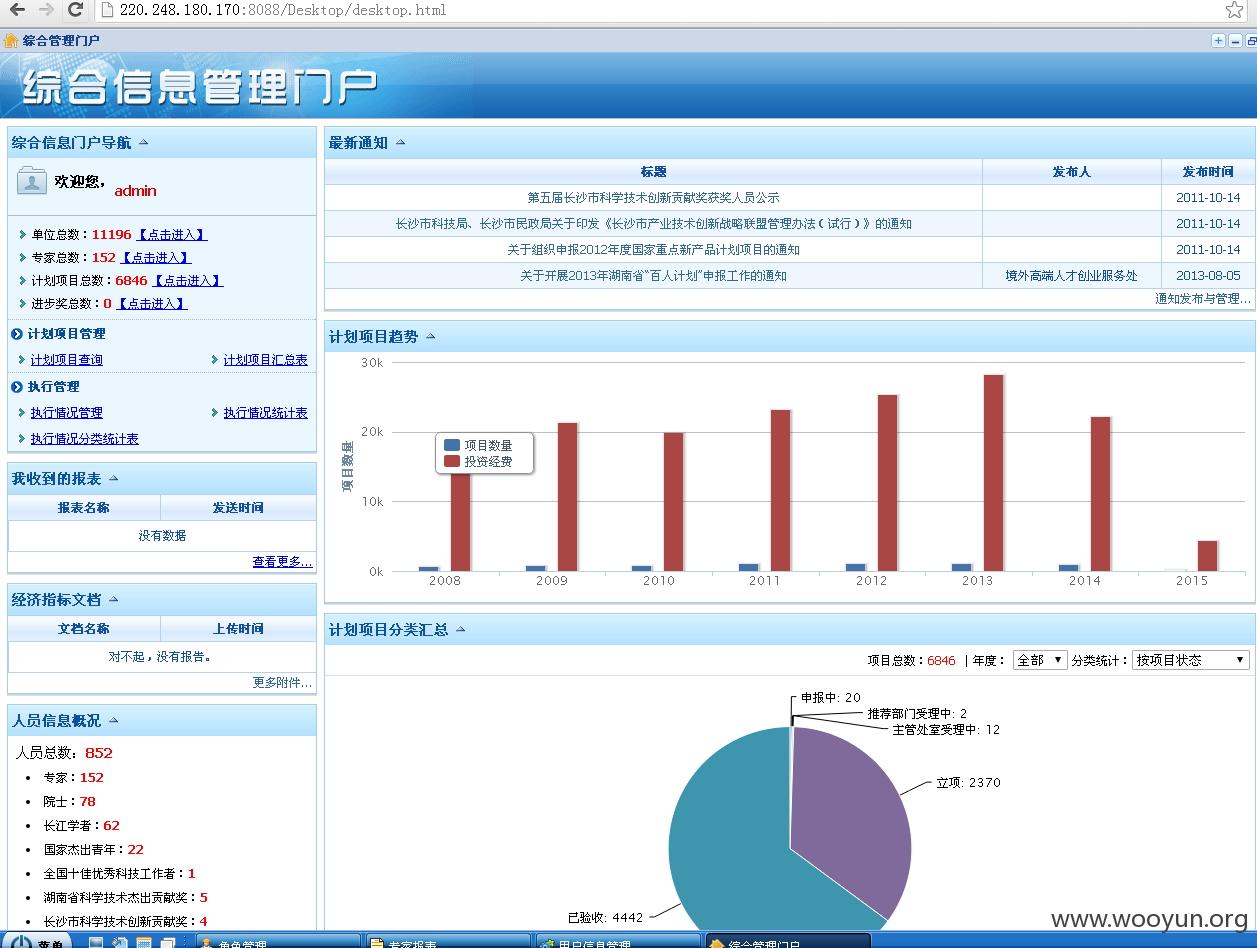 220.248.180.170:8088/Desktop/desktop.html
综合管理门户
综合信息管理门户
综合信息门户导航
欢迎您，admin
单位总数：11196 【点击进入】
专家总数：152 【点击进入】
计划项目总数：6846 【点击进入】
进步奖总数：0 【点击进入】
计划项目管理
计划项目查询 计划项目汇总表
执行管理
执行情况管理 执行情况统计表
执行情况分类统计表
我收到的报表
报表名称 发送时间
没有数据
查看更多...
经济指标文档
文档名称 上传时间
对不起，没有报告。
更多附件...
人员信息概况
人员总数：852
专家：152
院士：78
长江学者：62
国家杰出青年：22
全国十佳优秀科技工作者：1
湖南省科学技术杰出贡献奖：5
长沙市科学技术创新贡献奖：4
最新通知
标题 发布人 发布时间
第五届长沙市科学技术创新贡献奖获奖人员公示 2011-10-14
长沙市科技局、长沙市民政局关于印发《长沙市产业技术创新战略联盟管理办法（试行）》的通知 2011-10-14
关于组织申报2012年度国家重点新产品计划项目的通知 2011-10-14
关于开展2013年湖南省“百人计划”申报工作的通知 境外高端人才创业服务处 2013-08-05
通知发布与管理...
计划项目趋势
30k
20k
10k
0k
项目数量
项目数量
投资经费
2008 2009 2010 2011 2012 2013 2014 2015
计划项目分类汇总
项目总数：6846 | 年度： 全部 分类统计： 按项目状态
申报中: 20
推荐部门受理中: 2
主管处室受理中: 12
立项: 2370
已验收: 4442
www.wooyun.org
菜单 角色管理 专家报表 用户信息管理 综合管理门户